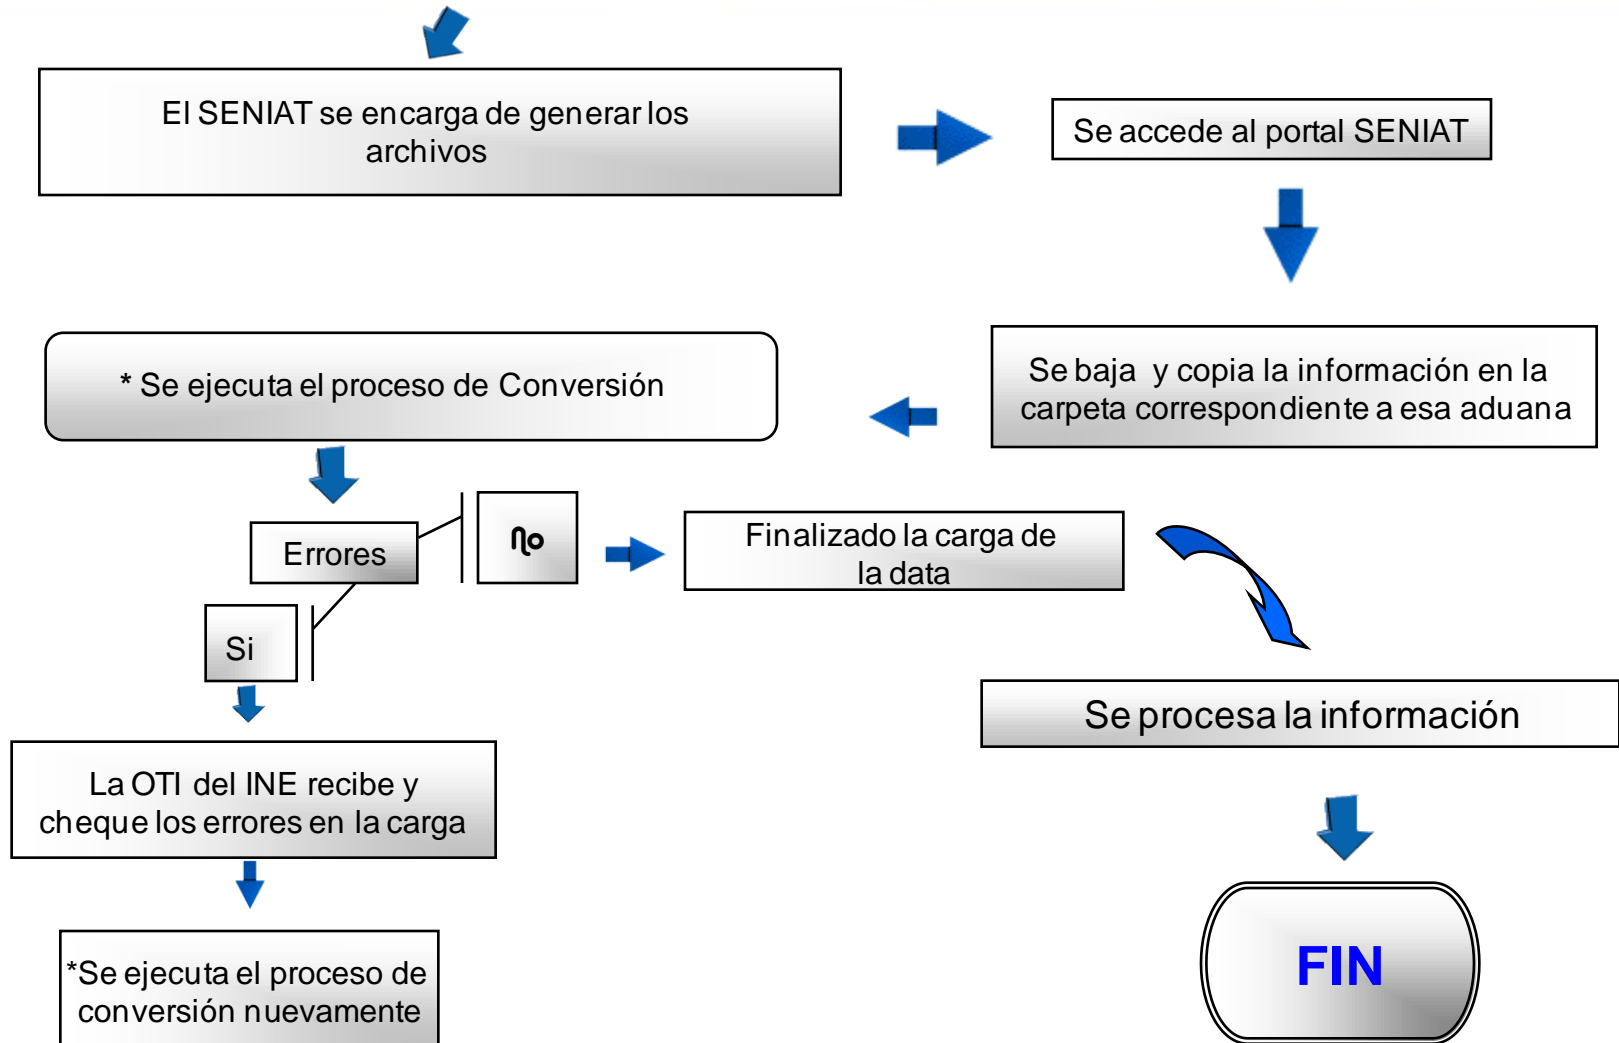 El SENIAT se encarga de generar los
archivos
Se accede al portal SENIAT
Se baja y copia la información en la
carpeta correspondiente a esa aduana
* Se ejecuta el proceso de Conversión
Errores
no
Finalizado la carga de
la data
Si
Se procesa la información
La OTI del INE recibe y
cheque los errores en la carga
*Se ejecuta el proceso de
conversión nuevamente
FIN